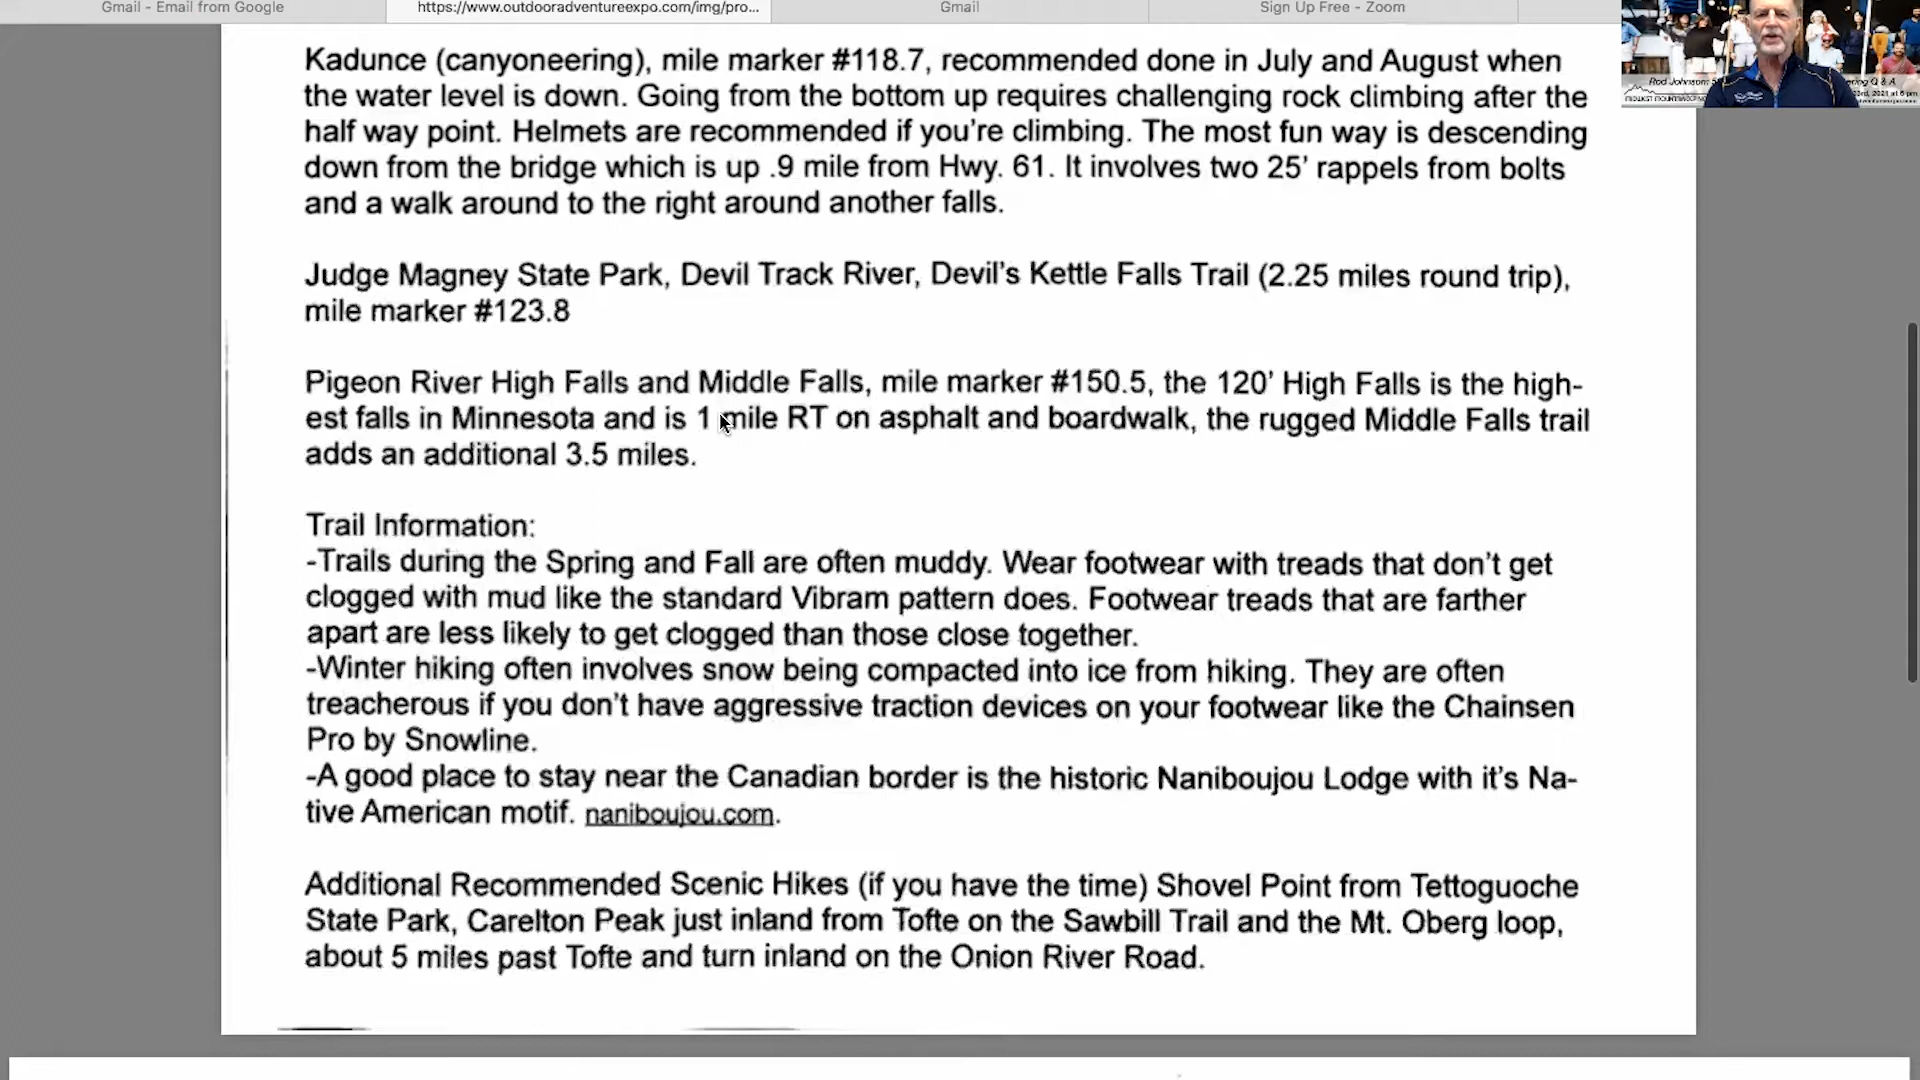 Gmail - Email from Google
https://www.outdooradventureexpo.com/img/pro...
Gmail
Sign Up Free - Zoom
Kadunce (canyoneering), mile marker #118.7, recommended done in July and August when
the water level is down. Going from the bottom up requires challenging rock climbing after the
half way point. Helmets are recommended if you’re climbing. The most fun way is descending
down from the bridge which is up .9 mile from Hwy. 61. It involves two 25’ rappels from bolts
and a walk around to the right around another falls.
Judge Magney State Park, Devil Track River, Devil’s Kettle Falls Trail (2.25 miles round trip),
mile marker #123.8
Pigeon River High Falls and Middle Falls, mile marker #150.5, the 120’ High Falls is the high-
est falls in Minnesota and is 1 mile RT on asphalt and boardwalk, the rugged Middle Falls trail
adds an additional 3.5 miles.
Trail Information:
-Trails during the Spring and Fall are often muddy. Wear footwear with treads that don’t get
clogged with mud like the standard Vibram pattern does. Footwear treads that are farther
apart are less likely to get clogged than those close together.
-Winter hiking often involves snow being compacted into ice from hiking. They are often
treacherous if you don’t have aggressive traction devices on your footwear like the Chainsen
Pro by Snowline.
-A good place to stay near the Canadian border is the historic Naniboujou Lodge with it’s Na-
tive American motif. naniboujou.com.
Additional Recommended Scenic Hikes (if you have the time) Shovel Point from Tettoguoche
State Park, Carelton Peak just inland from Tofte on the Sawbill Trail and the Mt. Oberg loop,
about 5 miles past Tofte and turn inland on the Onion River Road.
Rod Johnson:
Q & A